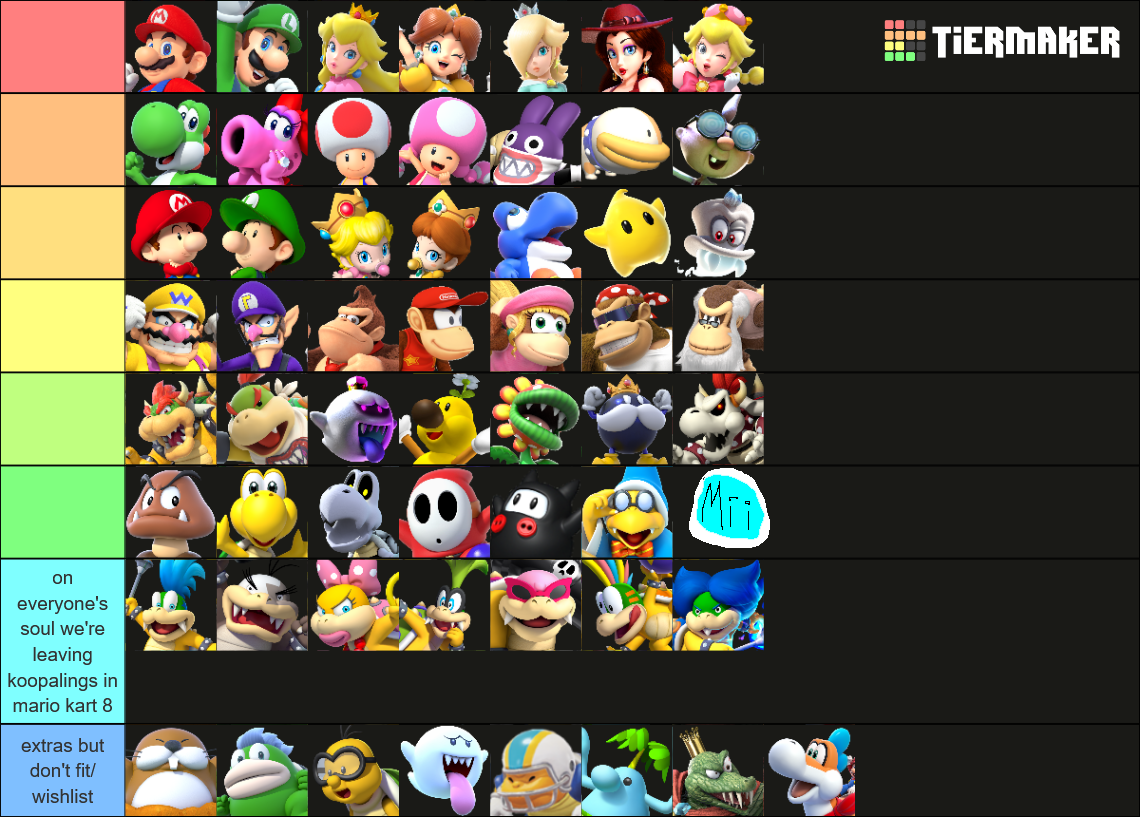 M
L
TiERMAKER
M
W
Mii
on
everyone's
soul we're
leaving
koopalings in
mario kart 8
extras but
don't fit/
wishlist